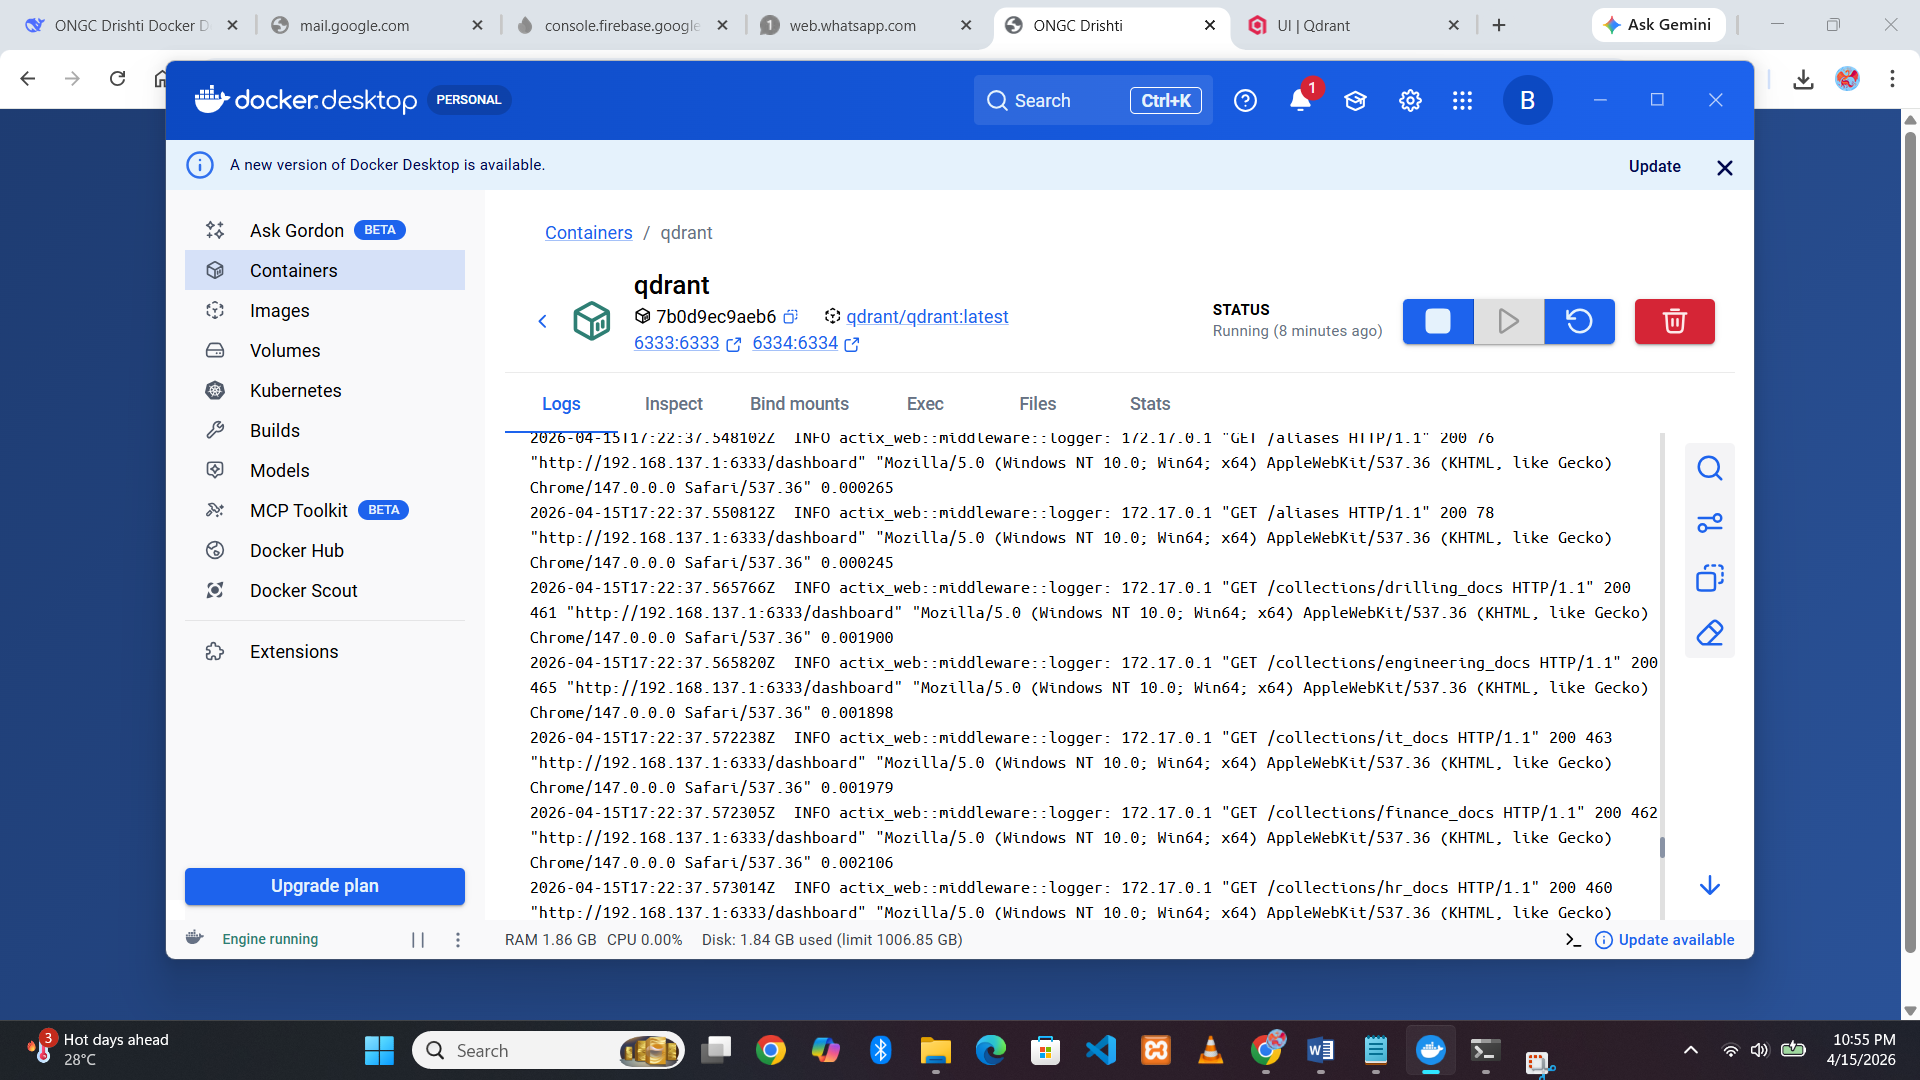 ONGC Drishti Docker D
mail.google.com
console.firebase.google
web.whatsapp.com
ONGC Drishti
UI | Qdrant
Ask Gemini
docker.desktop
PERSONAL
Search
Ctrl+K
1
B
A new version of Docker Desktop is available.
Update
Ask Gordon
BETA
Containers
Images
Volumes
Kubernetes
Builds
Models
MCP Toolkit
BETA
Docker Hub
Docker Scout
Extensions
Upgrade plan
Containers / qdrant
qdrant
7b0d9ec9aeb6
qdrant/qdrant:latest
6333:6333
6334:6334
STATUS
Running (8 minutes ago)
Logs
Inspect
Bind mounts
Exec
Files
Stats
2026-04-15T17:22:37.548102Z  INFO actix_web::middleware::logger: 172.17.0.1 "GET /aliases HTTP/1.1" 200 76
"http://192.168.137.1:6333/dashboard" "Mozilla/5.0 (Windows NT 10.0; Win64; x64) AppleWebKit/537.36 (KHTML, like Gecko)
Chrome/147.0.0.0 Safari/537.36" 0.000265
2026-04-15T17:22:37.550812Z  INFO actix_web::middleware::logger: 172.17.0.1 "GET /aliases HTTP/1.1" 200 78
"http://192.168.137.1:6333/dashboard" "Mozilla/5.0 (Windows NT 10.0; Win64; x64) AppleWebKit/537.36 (KHTML, like Gecko)
Chrome/147.0.0.0 Safari/537.36" 0.000245
2026-04-15T17:22:37.565766Z  INFO actix_web::middleware::logger: 172.17.0.1 "GET /collections/drilling_docs HTTP/1.1" 200
461 "http://192.168.137.1:6333/dashboard" "Mozilla/5.0 (Windows NT 10.0; Win64; x64) AppleWebKit/537.36 (KHTML, like Gecko)
Chrome/147.0.0.0 Safari/537.36" 0.001900
2026-04-15T17:22:37.565820Z  INFO actix_web::middleware::logger: 172.17.0.1 "GET /collections/engineering_docs HTTP/1.1" 200
465 "http://192.168.137.1:6333/dashboard" "Mozilla/5.0 (Windows NT 10.0; Win64; x64) AppleWebKit/537.36 (KHTML, like Gecko)
Chrome/147.0.0.0 Safari/537.36" 0.001898
2026-04-15T17:22:37.572238Z  INFO actix_web::middleware::logger: 172.17.0.1 "GET /collections/it_docs HTTP/1.1" 200 463
"http://192.168.137.1:6333/dashboard" "Mozilla/5.0 (Windows NT 10.0; Win64; x64) AppleWebKit/537.36 (KHTML, like Gecko)
Chrome/147.0.0.0 Safari/537.36" 0.001979
2026-04-15T17:22:37.572305Z  INFO actix_web::middleware::logger: 172.17.0.1 "GET /collections/finance_docs HTTP/1.1" 200 462
"http://192.168.137.1:6333/dashboard" "Mozilla/5.0 (Windows NT 10.0; Win64; x64) AppleWebKit/537.36 (KHTML, like Gecko)
Chrome/147.0.0.0 Safari/537.36" 0.002106
2026-04-15T17:22:37.573014Z  INFO actix_web::middleware::logger: 172.17.0.1 "GET /collections/hr_docs HTTP/1.1" 200 460
"http://192.168.137.1:6333/dashboard" "Mozilla/5.0 (Windows NT 10.0; Win64; x64) AppleWebKit/537.36 (KHTML, like Gecko)
Engine running
RAM 1.86 GB CPU 0.00%
Disk: 1.84 GB used (limit 1006.85 GB)
Update available
3
Hot days ahead
28°C
Search
10:55 PM
4/15/2026